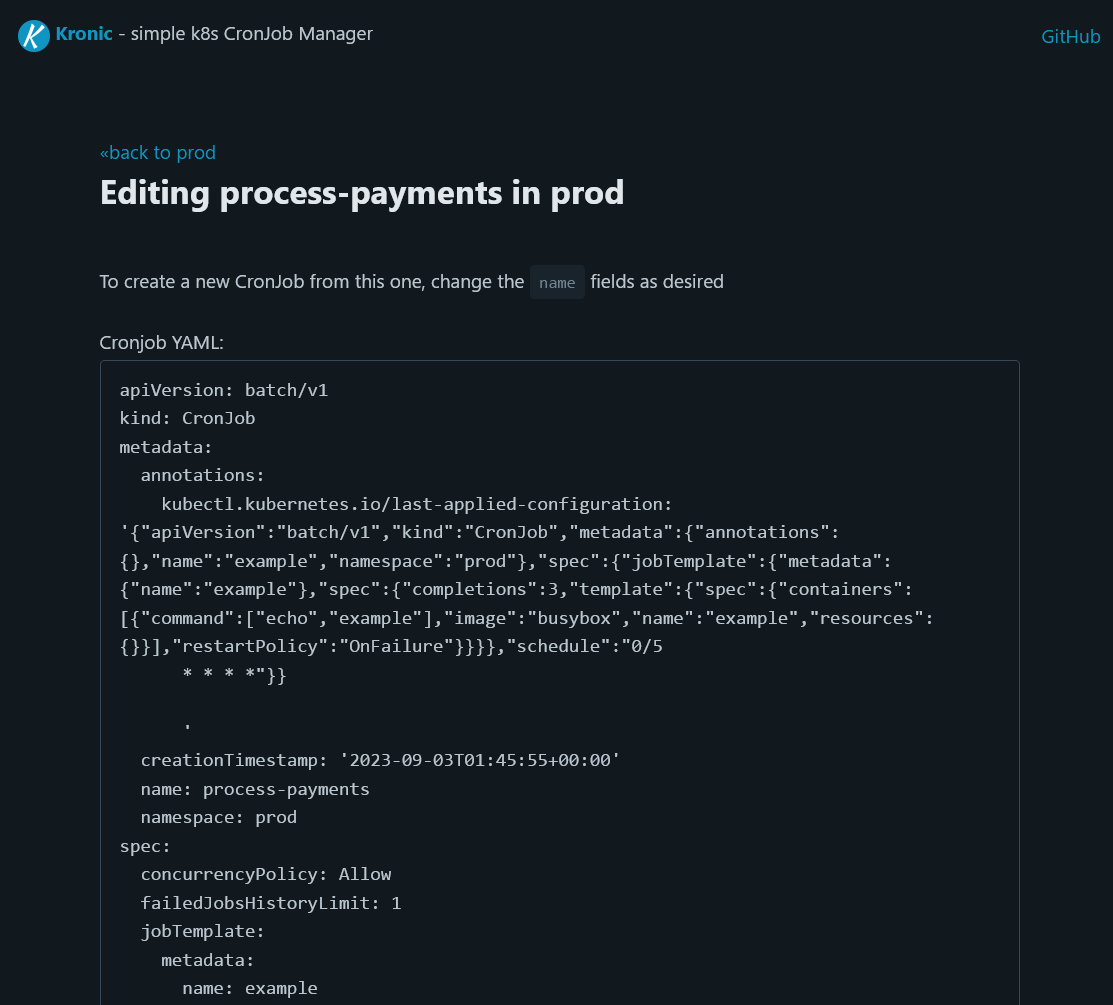 Kronic - simple k8s CronJob Manager
GitHub
«back to prod
Editing process-payments in prod
To create a new CronJob from this one, change the name fields as desired
Cronjob YAML:
apiVersion: batch/v1
kind: CronJob
metadata:
  annotations:
    kubectl.kubernetes.io/last-applied-configuration:
'{"apiVersion":"batch/v1","kind":"CronJob","metadata":{"annotations":
{},"name":"example","namespace":"prod"},"spec":{"jobTemplate":{"metadata":
{"name":"example"},"spec":{"completions":3,"template":{"spec":{"containers":
[{"command":["echo","example"],"image":"busybox","name":"example","resources":
{}}],"restartPolicy":"OnFailure"}}}},"schedule":"0/5
      * * * *"}}
      '
  creationTimestamp: '2023-09-03T01:45:55+00:00'
  name: process-payments
  namespace: prod
spec:
  concurrencyPolicy: Allow
  failedJobsHistoryLimit: 1
  jobTemplate:
    metadata:
      name: example